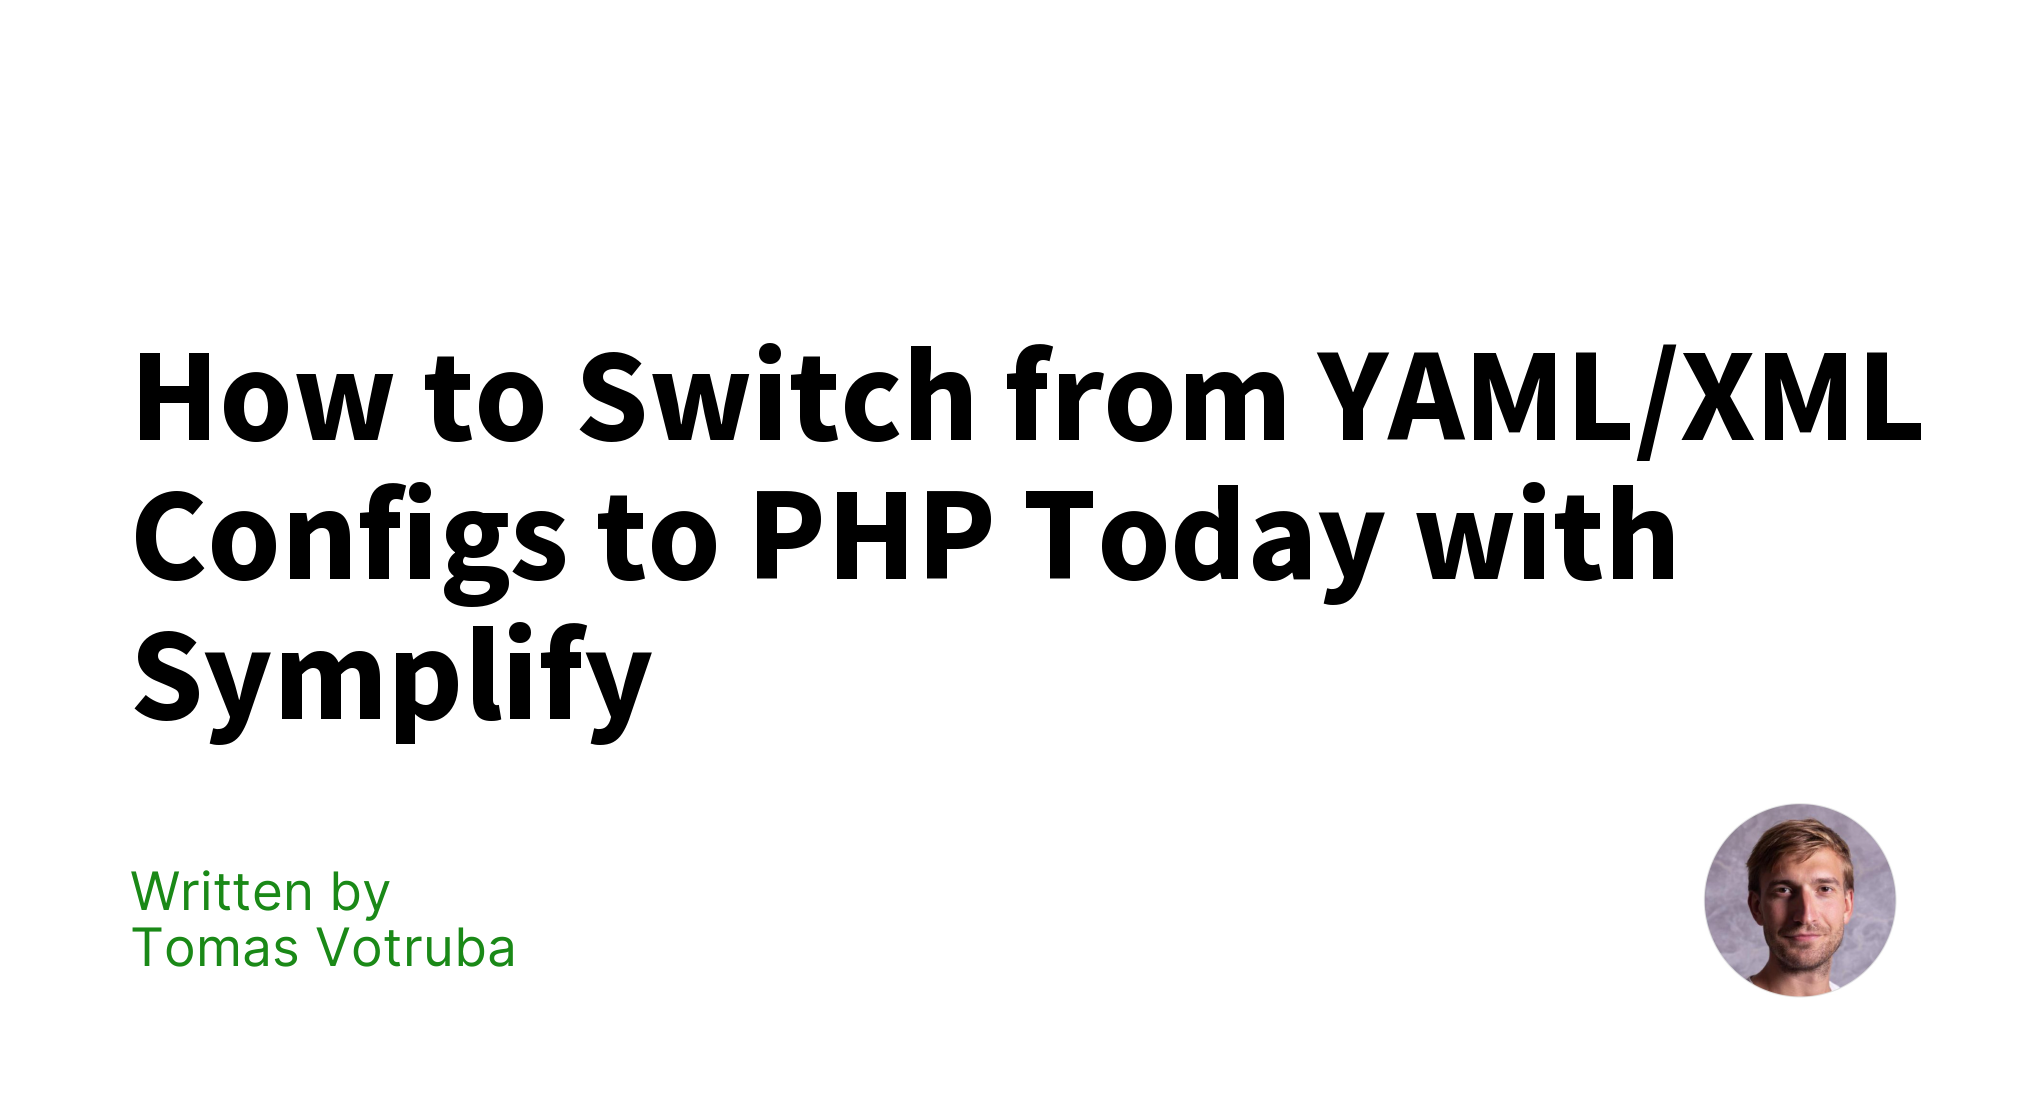 How to Switch from YAML/XML
Configs to PHP Today with
Symplify
Written by
Tomas Votruba